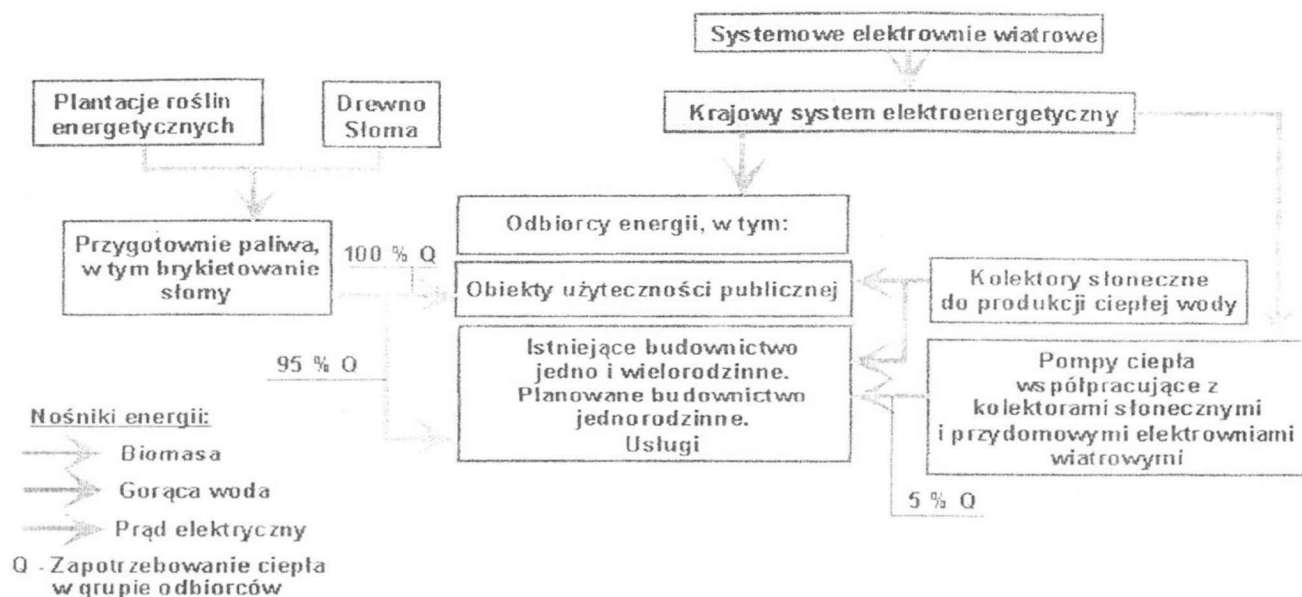 Systemowe elektrownie wiatrowe
Plantacje roślin
energetycznych
Drewno
Słoma
Krajowy system elektroenergetyczny
Przygotownie paliwa,
w tym brykietowanie
słomy
100 % Q
95 % Q
Odbiorcy energii, w tym:
Obiekty użyteczności publicznej
Istniejące budownictwo
jedno i wielorodzinne.
Planowane budownictwo
jednorodzinne.
Usługi
Kolektory słoneczne
do produkcji ciepłej wody
Pompy ciepła
współpracujące z
kolektorami słonecznymi
i przydomowymi elektrowniami
wiatrowymi
5 % Q
Nośniki energii:
Biomasa
Gorąca woda
Prąd elektryczny
Q - Zapotrzebowanie ciepła
w grupie odbiorców